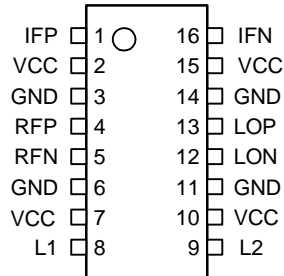 IFP 1 16 IFN
VCC 2 15 VCC
GND 3 14 GND
RFP 4 13 LOP
RFN 5 12 LON
GND 6 11 GND
VCC 7 10 VCC
L1 8 9 L2